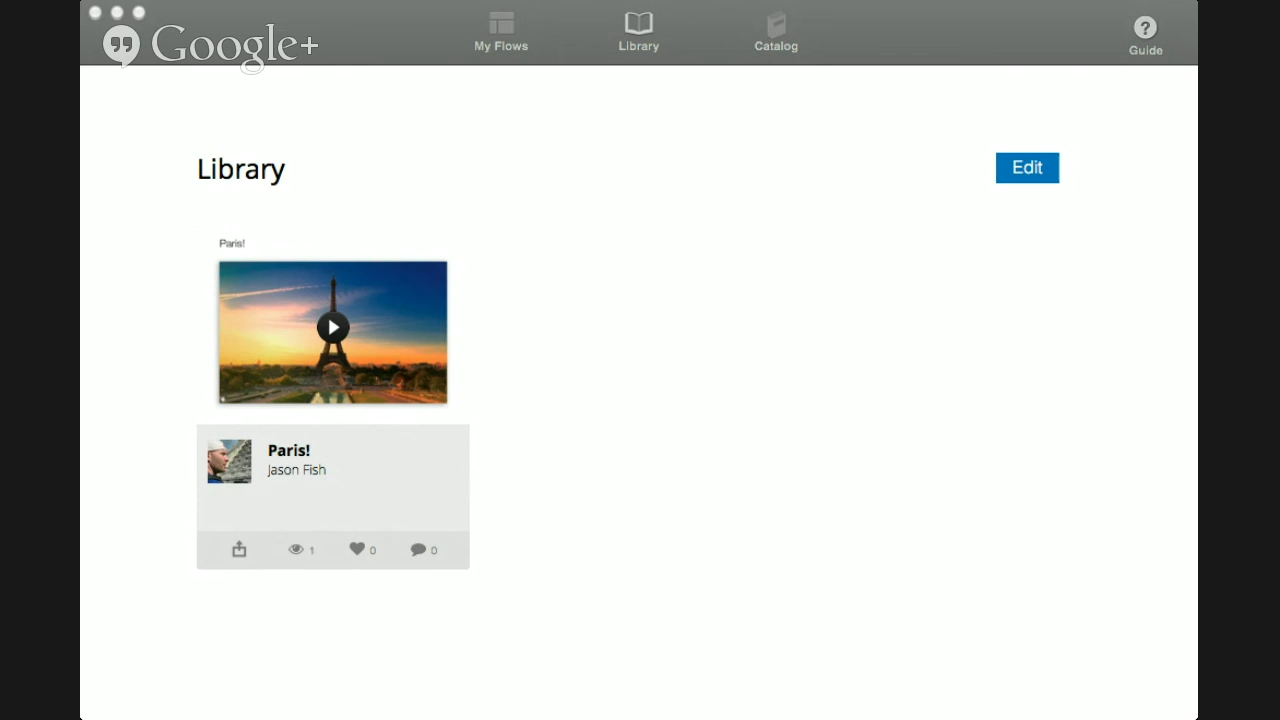 Google+
My Flows
Library
Catalog
?
Guide
Library
Edit
Paris!
Paris!
Jason Fish
1
0
0